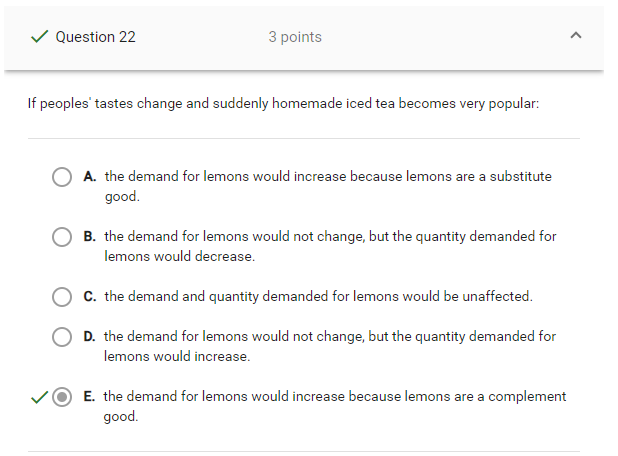 Question 22 3 points
If peoples' tastes change and suddenly homemade iced tea becomes very popular:
A. the demand for lemons would increase because lemons are a substitute
good.
B. the demand for lemons would not change, but the quantity demanded for
lemons would decrease.
C. the demand and quantity demanded for lemons would be unaffected.
D. the demand for lemons would not change, but the quantity demanded for
lemons would increase.
E. the demand for lemons would increase because lemons are a complement
good.